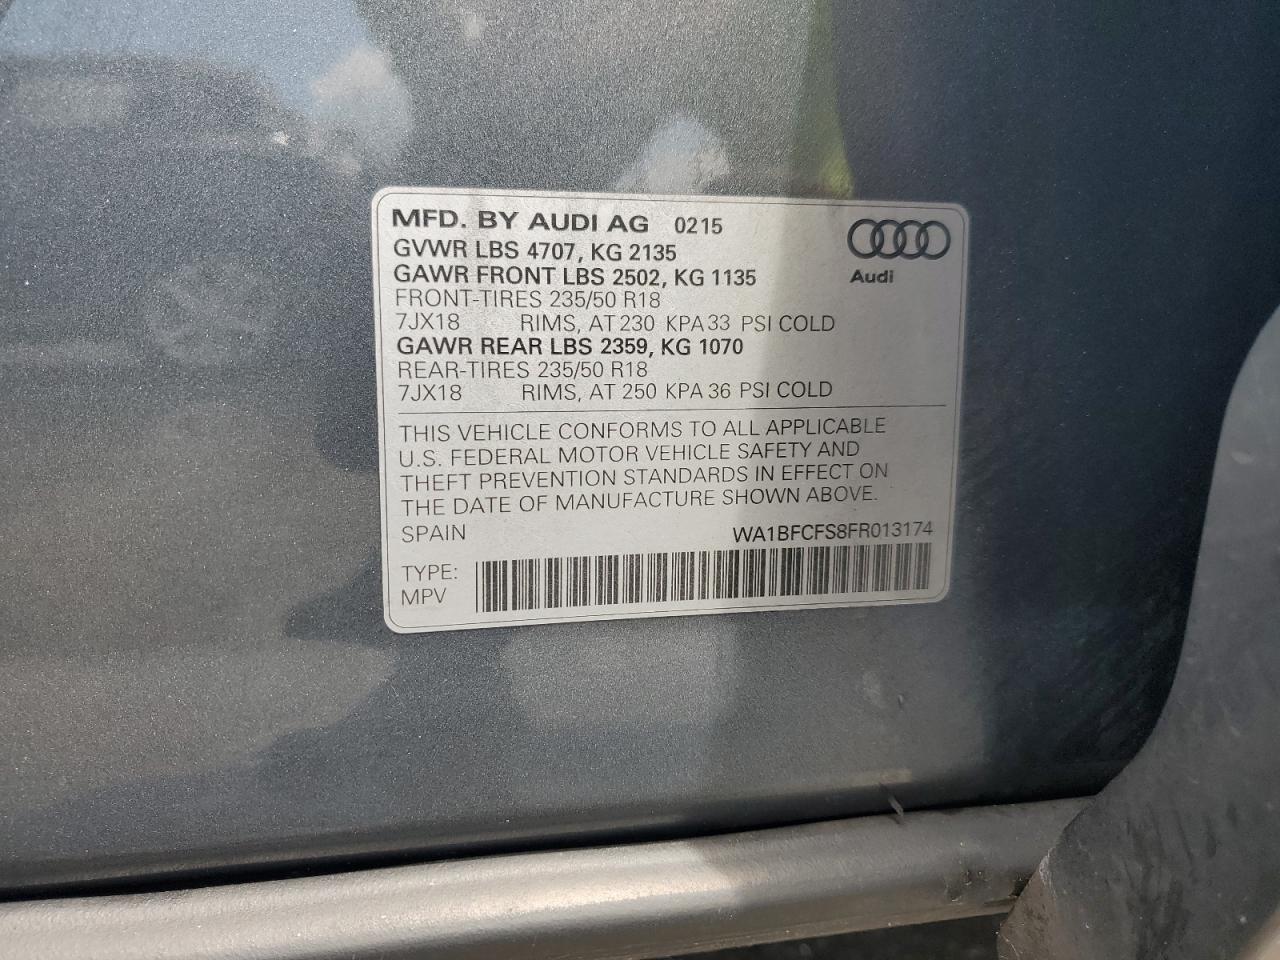 MFD. BY AUDI AG 0215
GVWR LBS 4707, KG 2135
GAWR FRONT LBS 2502, KG 1135
Audi
FRONT-TIRES 235/50 R18
7JX18 RIMS, AT 230 KPA 33 PSI COLD
GAWR REAR LBS 2359, KG 1070
REAR-TIRES 235/50 R18
7JX18 RIMS, AT 250 KPA 36 PSI COLD
THIS VEHICLE CONFORMS TO ALL APPLICABLE
U.S. FEDERAL MOTOR VEHICLE SAFETY AND
THEFT PREVENTION STANDARDS IN EFFECT ON
THE DATE OF MANUFACTURE SHOWN ABOVE.
SPAIN WA1BFCFS8FR013174
TYPE:
MPV